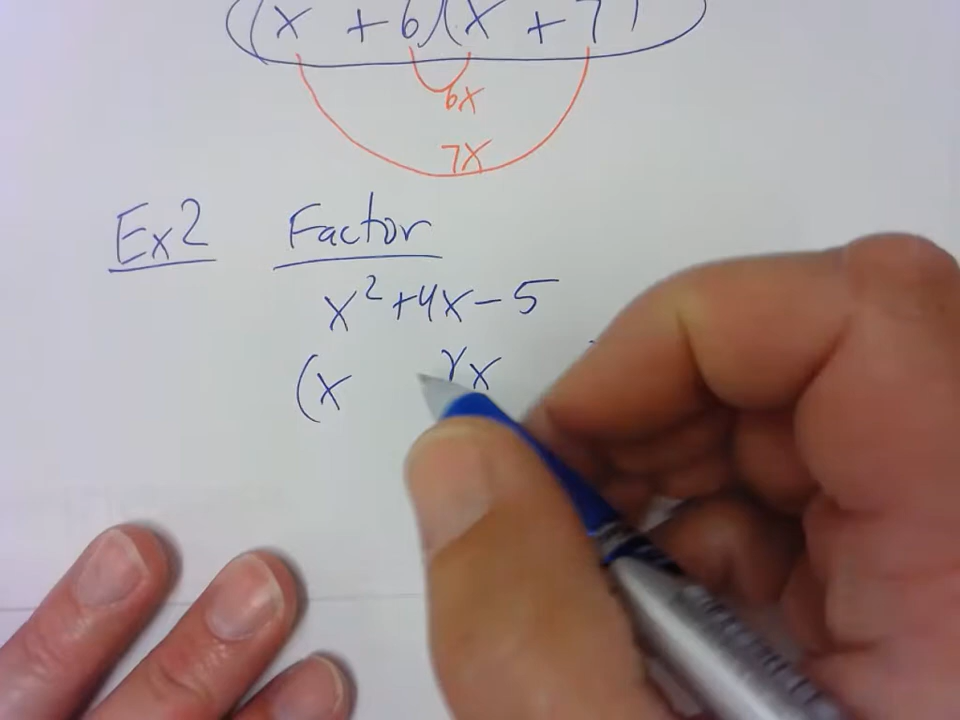 (x + 6)(x + 7)
6x
7x
Ex2 Factor
x² + 4x - 5
(x )(x